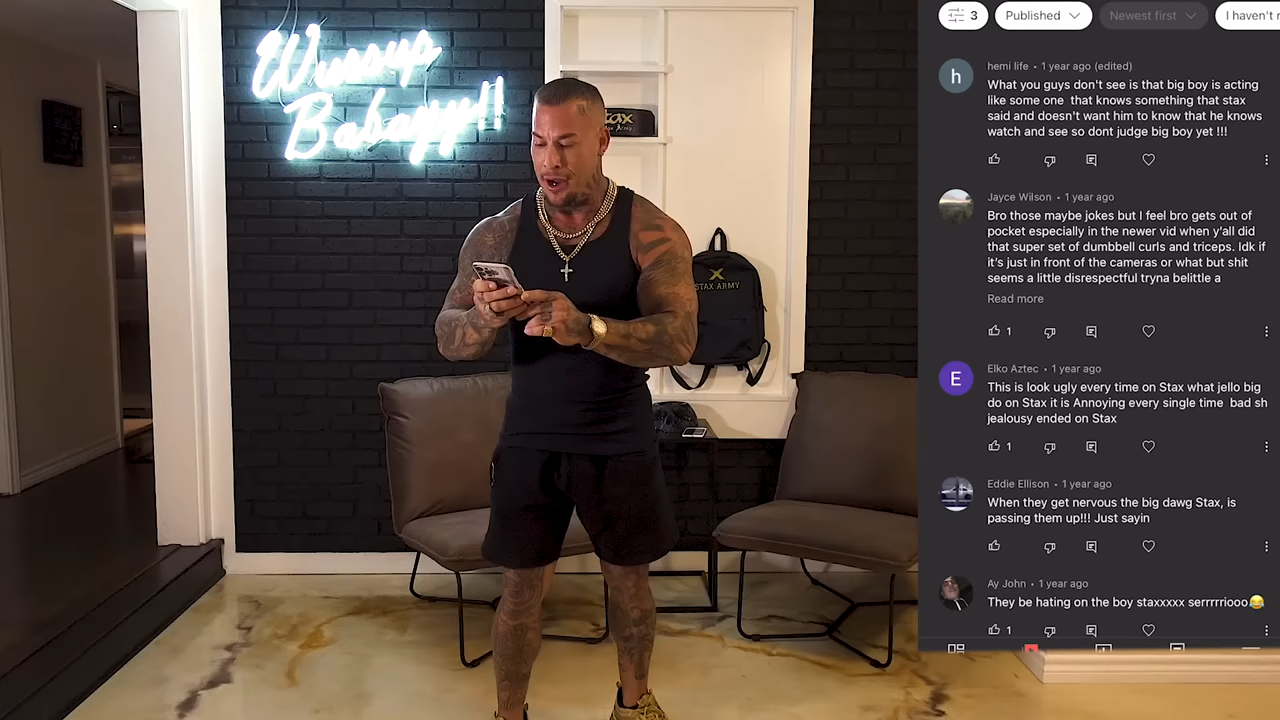 Wussup
Babayyy!!
Stax
STAX ARMY
3
Published
Newest first
I haven't r
h
hemi life • 1 year ago (edited)
What you guys don't see is that big boy is acting
like some one that knows something that stax
said and doesn't want him to know that he knows
watch and see so dont judge big boy yet !!!
Jayce Wilson • 1 year ago
Bro those maybe jokes but I feel bro gets out of
pocket especially in the newer vid when y'all did
that super set of dumbbell curls and triceps. Idk if
it's just in front of the cameras or what but shit
seems a little disrespectful tryna belittle a
Read more
1
E
Elko Aztec • 1 year ago
This is look ugly every time on Stax what jello big
do on Stax it is Annoying every single time bad sh
jealousy ended on Stax
1
Eddie Ellison • 1 year ago
When they get nervous the big dawg Stax, is
passing them up!!! Just sayin
Ay John • 1 year ago
They be hating on the boy staxxxxx serrrrriooo😂
1